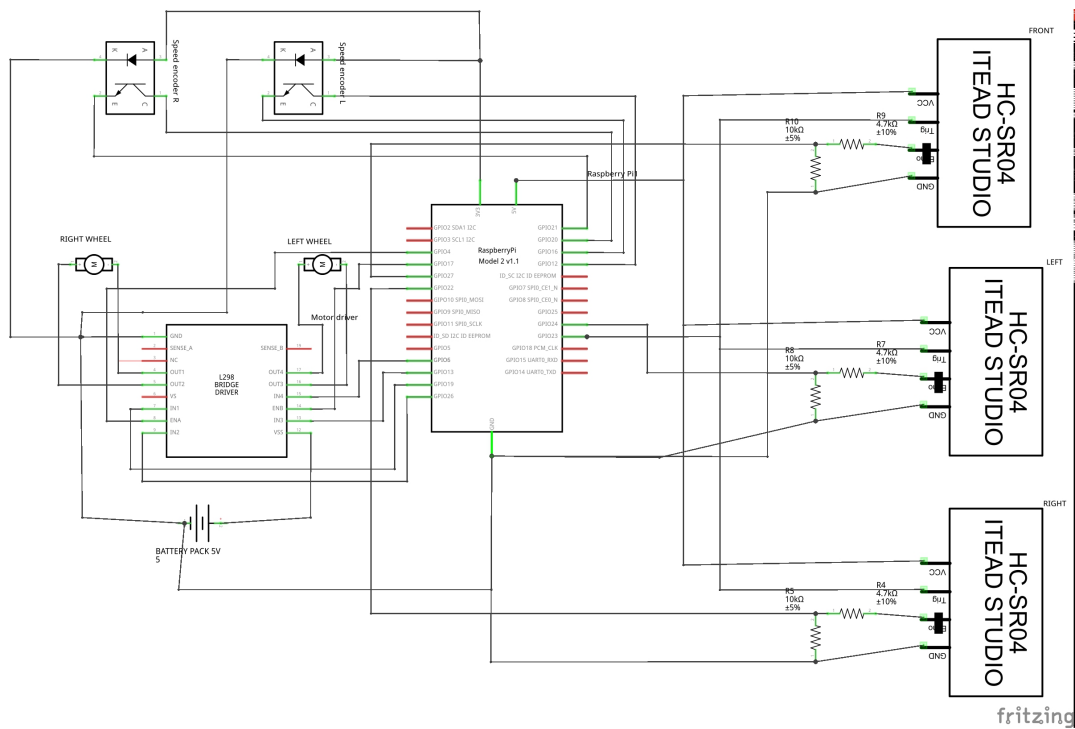 FRONT
Speed encoder R
K
A
E
C
Speed encoder L
K
A
E
C
HC-SR04
ITEAD STUDIO
VCC
Trig
GND
R10
10kΩ
±5%
R9
4.7kΩ
±10%
Raspberry Pi1
3V3
5V
RaspberryPi
Model 2 v1.1
GPIO2 SDA1 I2C
GPIO3 SCL1 I2C
GPIO4
GPIO17
GPIO27
GPIO22
GPIO10 SPI0_MOSI
GPIO9 SPI0_MISO
GPIO11 SPI0_SCLK
ID_SD I2C ID EEPROM
GPIO5
GPIO6
GPIO13
GPIO19
GPIO26
GPIO21
GPIO20
GPIO16
GPIO12
ID_SC I2C ID EEPROM
GPIO7 SPI0_CE1_N
GPIO8 SPI0_CE0_N
GPIO25
GPIO24
GPIO23
GPIO18 PCM_CLK
GPIO15 UART0_RXD
GPIO14 UART0_TXD
GND
RIGHT WHEEL
M
LEFT WHEEL
M
Motor driver
L298
BRIDGE
DRIVER
GND
SENSE_A
NC
OUT1
OUT2
VS
IN1
ENA
IN2
SENSE_B
OUT4
OUT3
IN4
ENB
IN3
VSS
BATTERY PACK 5V
5
LEFT
HC-SR04
ITEAD STUDIO
VCC
Trig
GND
R8
10kΩ
±5%
R7
4.7kΩ
±10%
RIGHT
HC-SR04
ITEAD STUDIO
VCC
Trig
GND
R5
10kΩ
±5%
R4
4.7kΩ
±10%
fritzing